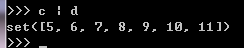 >>> c | d
set([5, 6, 7, 8, 9, 10, 11])
>>>